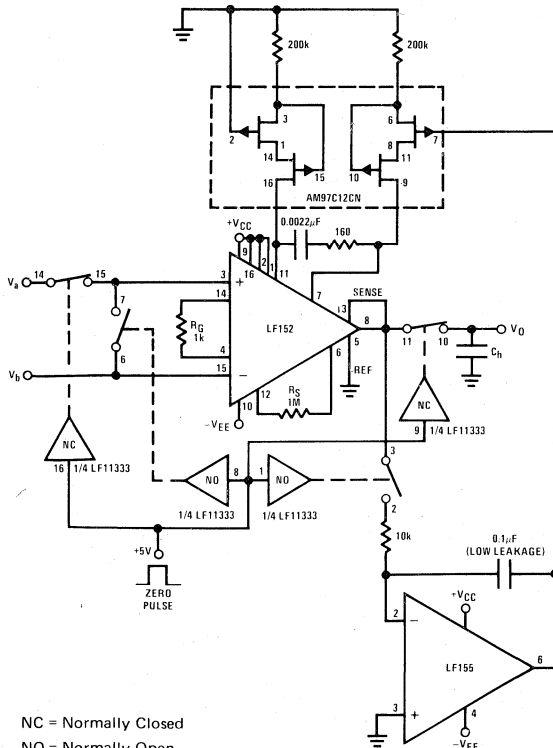 200k
200k
3
6
2
7
1
8
14
11
15
10
16
9
AM97C12CN
0.0022µF
160
+VCC
9
16
2
1
11
7
Va
14
15
3
+
14
13
SENSE
8
VO
11
10
LF152
7
RG
1k
5
-REF
Ch
6
4
6
Vb
15
−
12
RS
1M
10
−VEE
NC
9
1/4 LF11333
NC
16
1/4 LF11333
NO
8
1
NO
1/4 LF11333
1/4 LF11333
3
2
+5V
ZERO
PULSE
10k
0.1µF
(LOW LEAKAGE)
+VCC
2
−
LF155
6
3
+
4
−VEE
NC = Normally Closed
NO = Normally Open